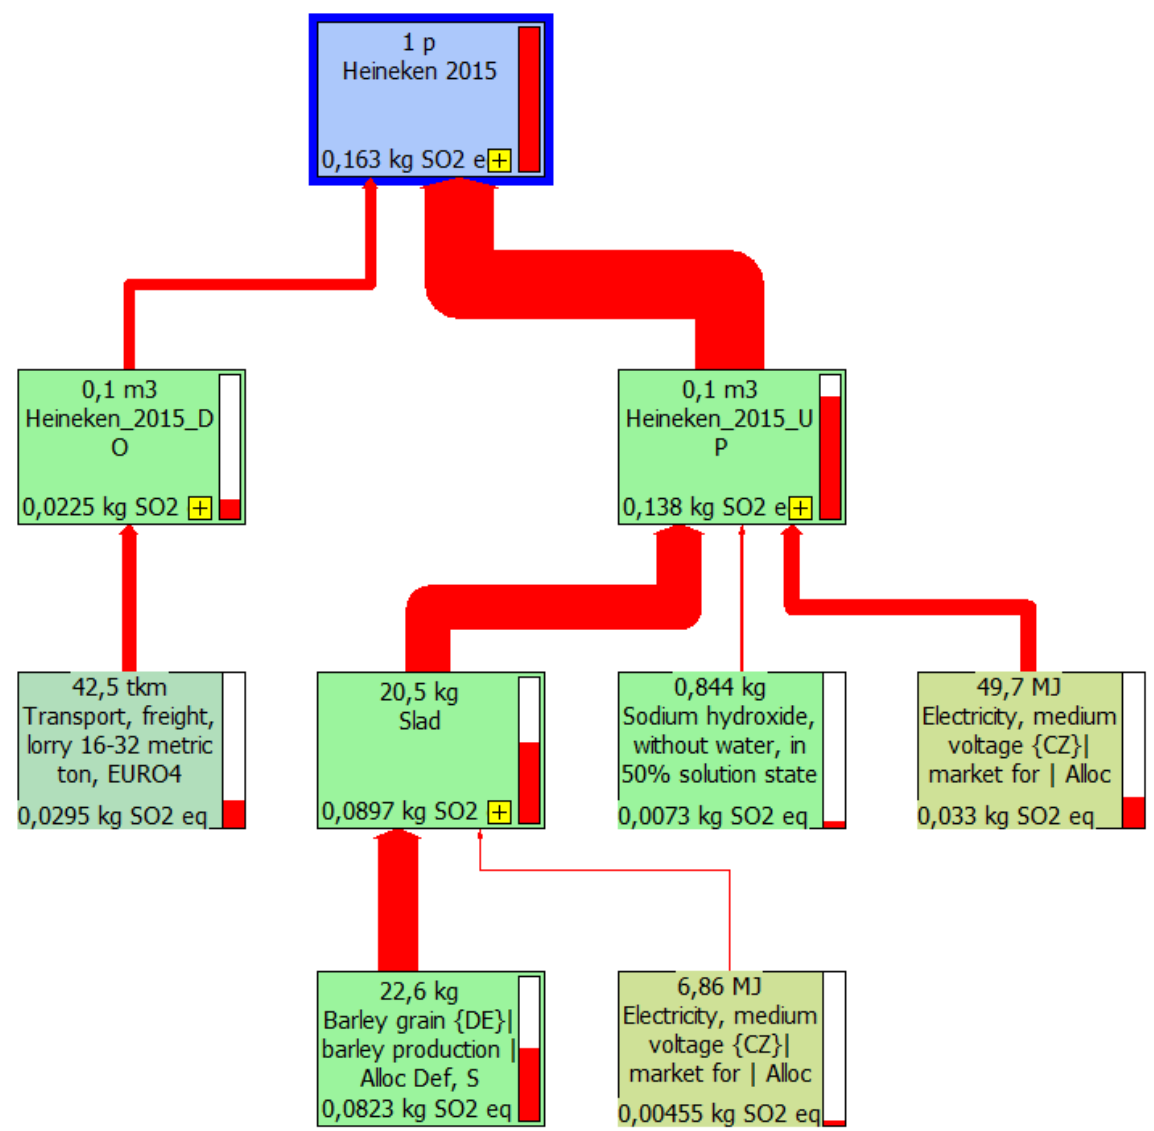 1 p
Heineken 2015
0,163 kg SO2 e+
0,1 m3
Heineken_2015_D
O
0,0225 kg SO2 +
0,1 m3
Heineken_2015_U
P
0,138 kg SO2 e+
42,5 tkm
Transport, freight,
lorry 16-32 metric
ton, EURO4
0,0295 kg SO2 eq
20,5 kg
Slad
0,0897 kg SO2 +
0,844 kg
Sodium hydroxide,
without water, in
50% solution state
0,0073 kg SO2 eq
49,7 MJ
Electricity, medium
voltage {CZ}|
market for | Alloc
0,033 kg SO2 eq
22,6 kg
Barley grain {DE}|
barley production |
Alloc Def, S
0,0823 kg SO2 eq
6,86 MJ
Electricity, medium
voltage {CZ}|
market for | Alloc
0,00455 kg SO2 eq